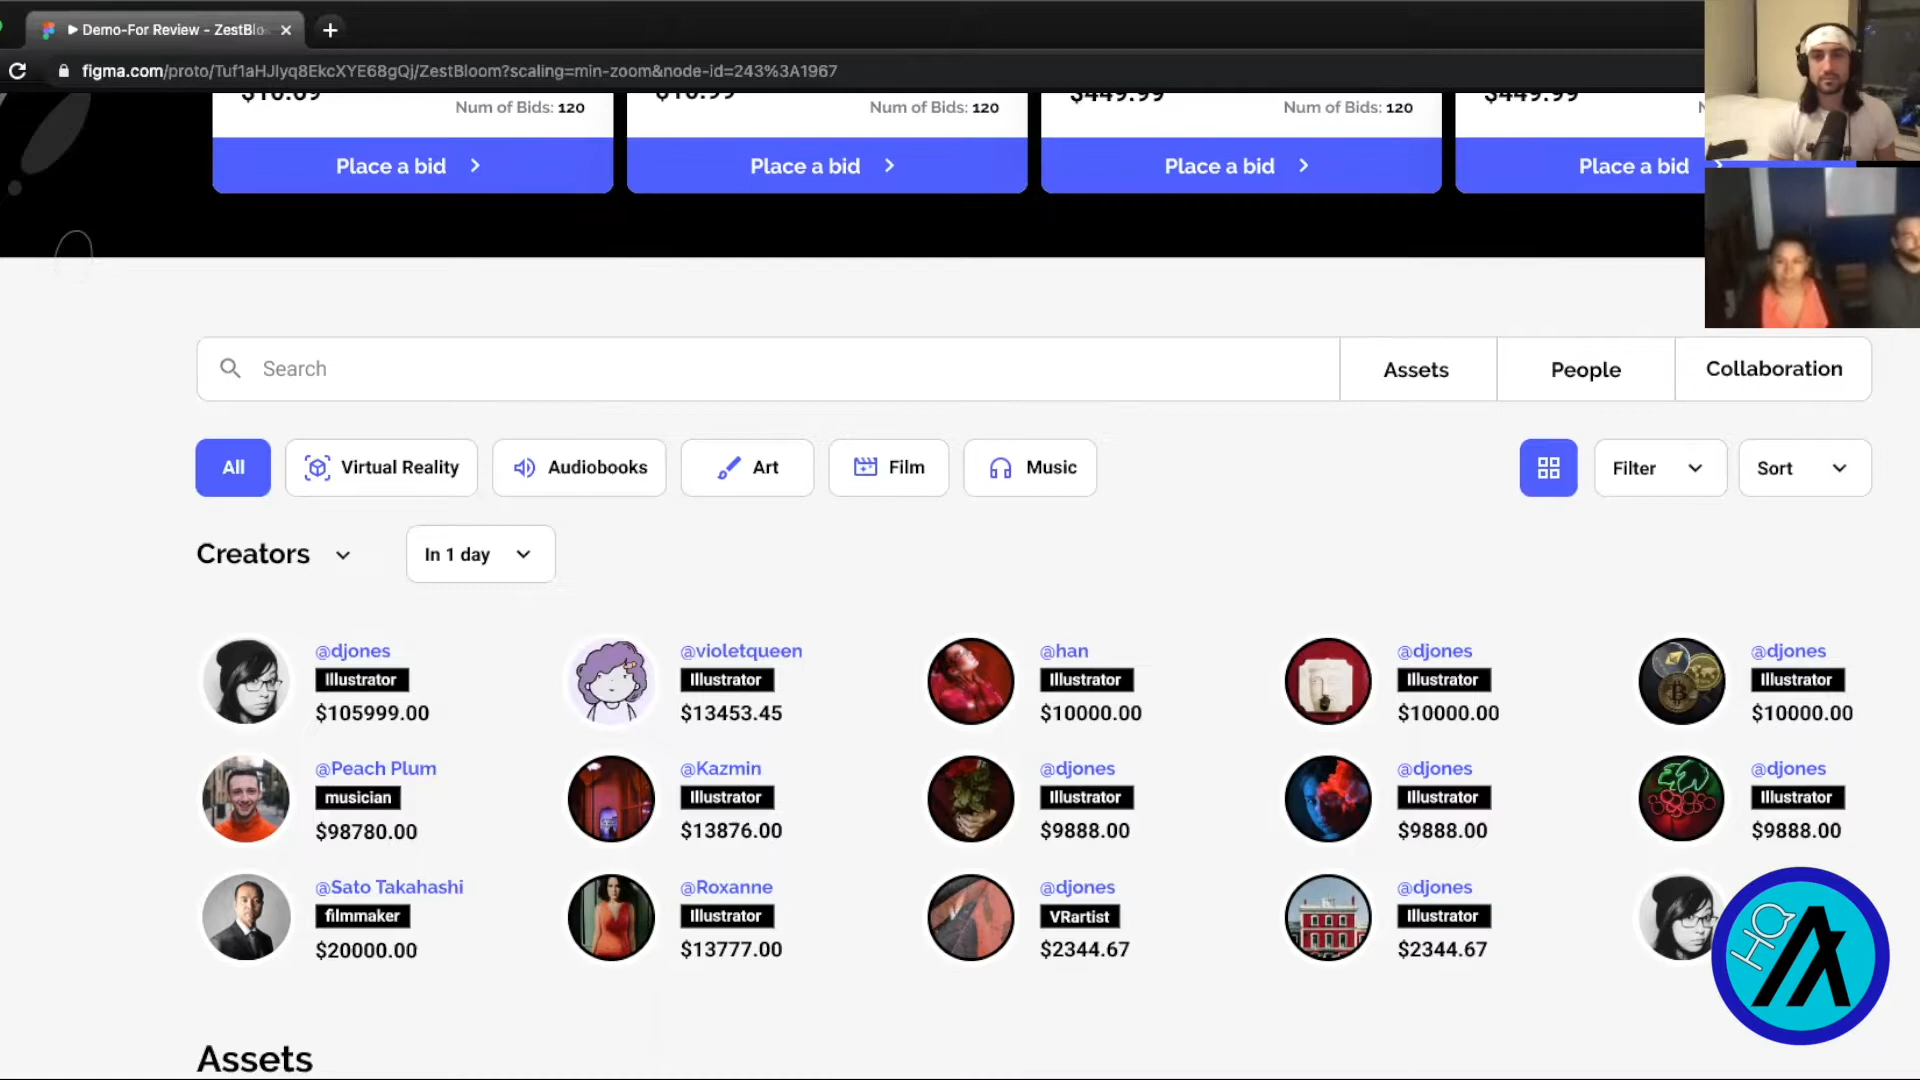 Demo-For Review - ZestBlo
figma.com/proto/Tuf1aHJlyq8EkcXYE68gQj/ZestBloom?scaling=min-zoom&node-id=243%3A1967
Num of Bids: 120
Num of Bids: 120
$449.99
Num of Bids: 120
$449.99
Place a bid
Place a bid
Place a bid
Place a bid
Search
Assets
People
Collaboration
All
Virtual Reality
Audiobooks
Art
Film
Music
Filter
Sort
Creators
In 1 day
@djones
Illustrator
$105999.00
@violetqueen
Illustrator
$13453.45
@han
Illustrator
$10000.00
@djones
Illustrator
$10000.00
@djones
Illustrator
$10000.00
@Peach Plum
musician
$98780.00
@Kazmin
Illustrator
$13876.00
@djones
Illustrator
$9888.00
@djones
Illustrator
$9888.00
@djones
Illustrator
$9888.00
@Sato Takahashi
filmmaker
$20000.00
@Roxanne
Illustrator
$13777.00
@djones
VRartist
$2344.67
@djones
Illustrator
$2344.67
HQ
Assets